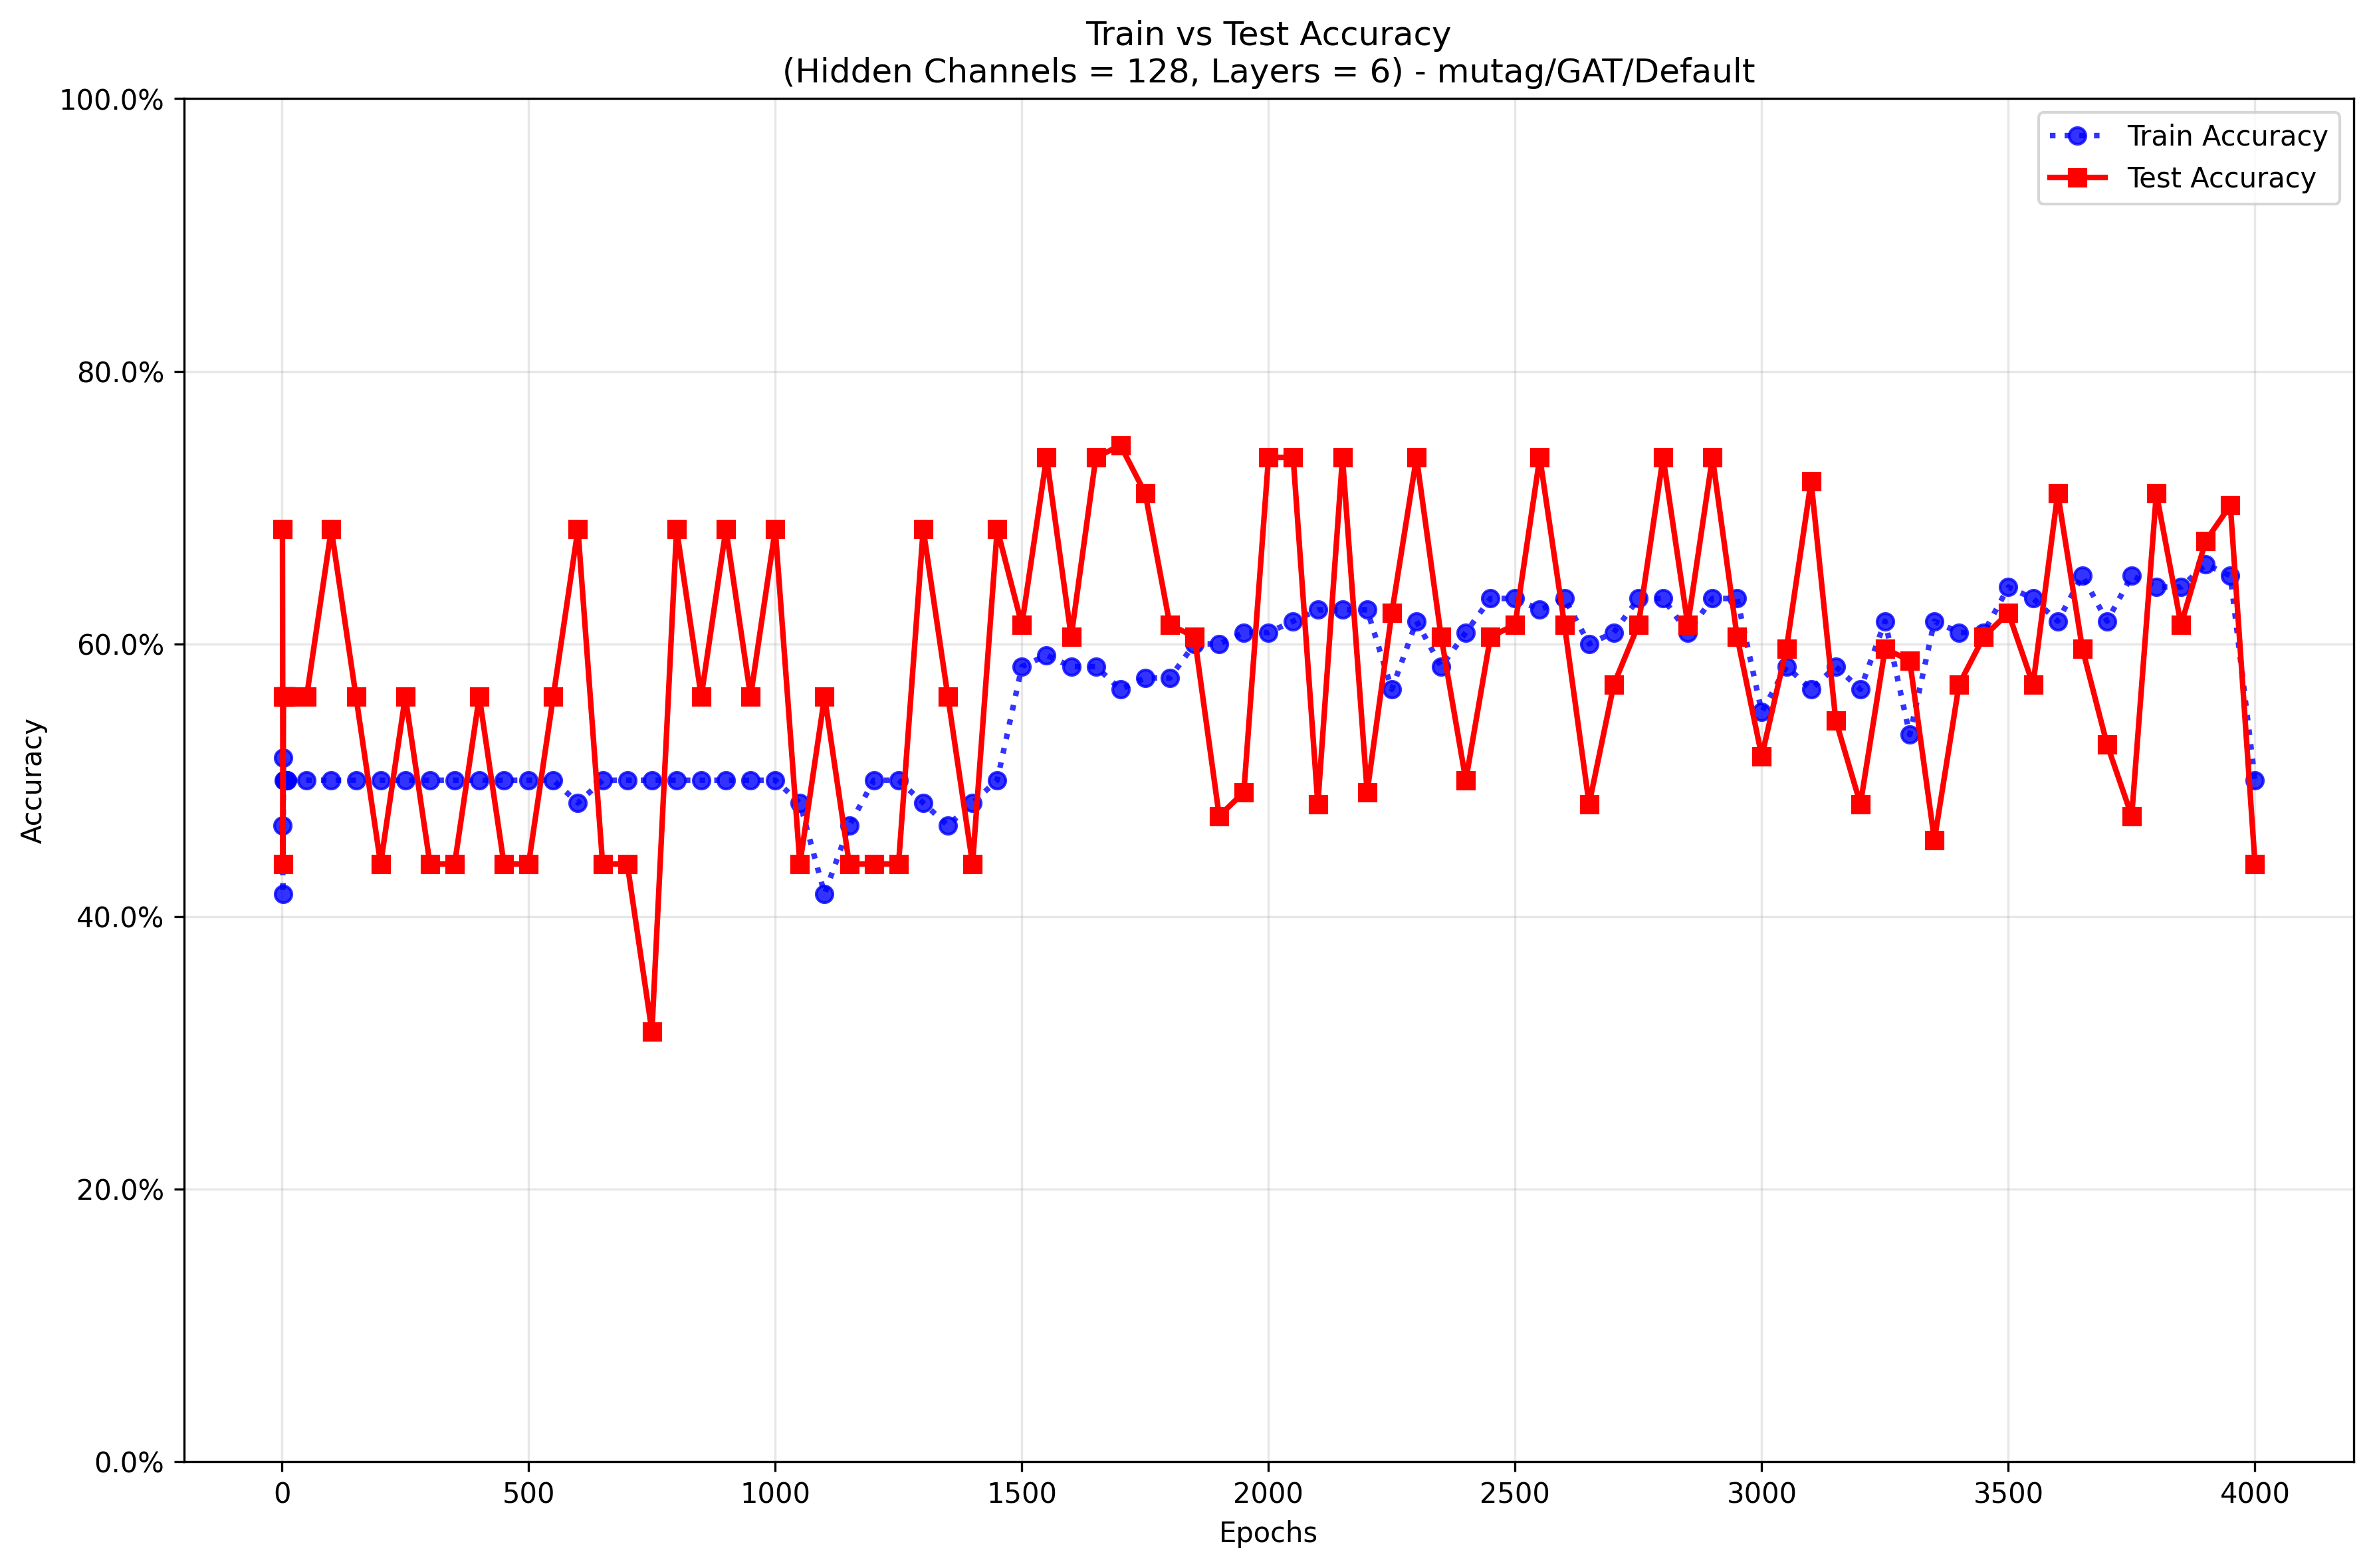 Train vs Test Accuracy
(Hidden Channels = 128, Layers = 6) - mutag/GAT/Default
100.0%
80.0%
60.0%
40.0%
20.0%
0.0%
Accuracy
Train Accuracy
Test Accuracy
0
500
1000
1500
2000
2500
3000
3500
4000
Epochs